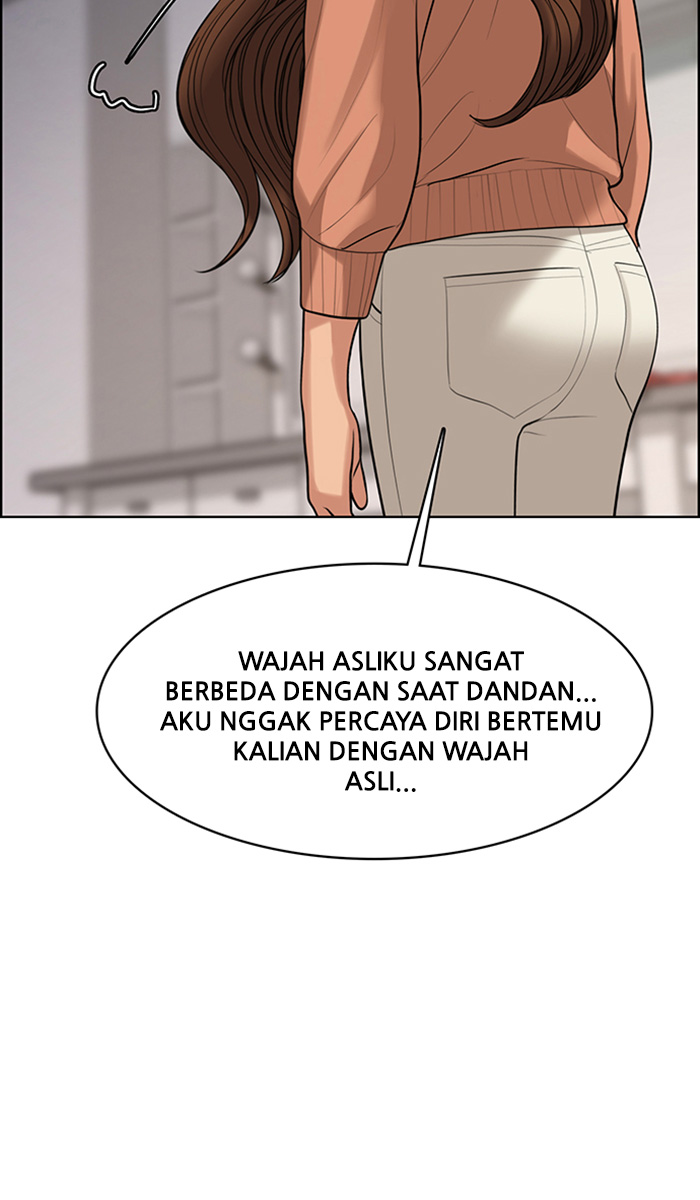 WAJAH ASLIKU SANGAT
BERBEDA DENGAN SAAT DANDAN...
AKU NGGAK PERCAYA DIRI BERTEMU
KALIAN DENGAN WAJAH
ASLI...